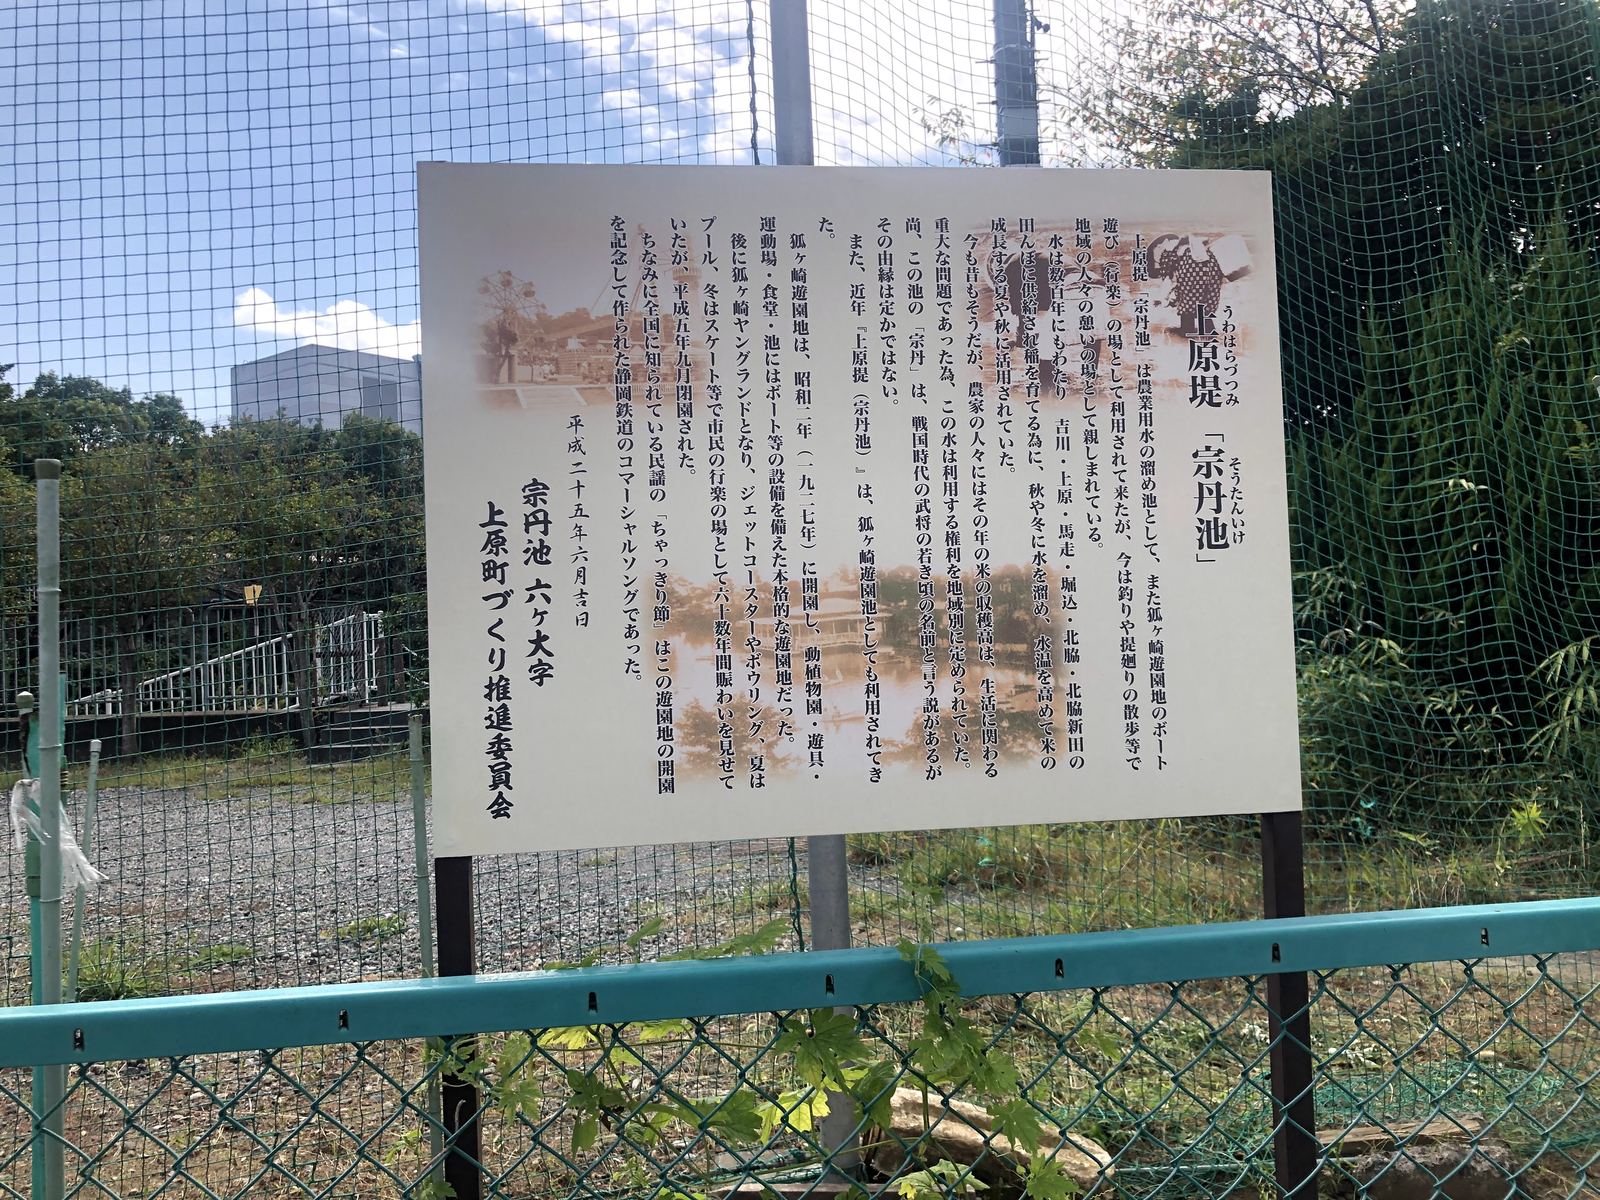 うわはらづつみ そうたんいけ
上原堤「宗丹池」
上原堤「宗丹池」は農業用水の溜め池として、また狐ヶ崎遊園地のボート
遊び（行楽）の場として利用されて来たが、今は釣りや提廻りの散歩等で
地域の人々の憩いの場として親しまれている。
水は数百年にもわたり 吉川・上原・馬走・堀込・北脇・北脇新田の
田んぼに供給され稲を育てる為に、秋や冬に水を溜め、水温を高めて米の
成長する夏や秋に活用されていた。
今も昔もそうだが、農家の人々にはその年の米の収穫高は、生活に関わる
重大な問題であった為、この水は利用する権利を地域別に定められていた。
尚、この池の「宗丹」は、戦国時代の武将の若き頃の名前と言う説があるが
その由縁は定かではない。
また、近年『上原堤（宗丹池）』は、狐ヶ崎遊園池としても利用されてき
た。
狐ヶ崎遊園地は、昭和二年（一九二七年）に開園し、動植物園・遊具・
運動場・食堂・池にはボート等の設備を備えた本格的な遊園地だった。
後に狐ヶ崎ヤングランドとなり、ジェットコースターやボウリング、夏は
プール、冬はスケート等で市民の行楽の場として六十数年間賑わいを見せて
いたが、平成五年九月閉園された。
ちなみに全国に知られている民謡の「ちゃっきり節』はこの遊園地の開園
を記念して作られた静岡鉄道のコマーシャルソングであった。
平成二十五年六月吉日
宗丹池 六ヶ大字
上原町づくり推進委員会